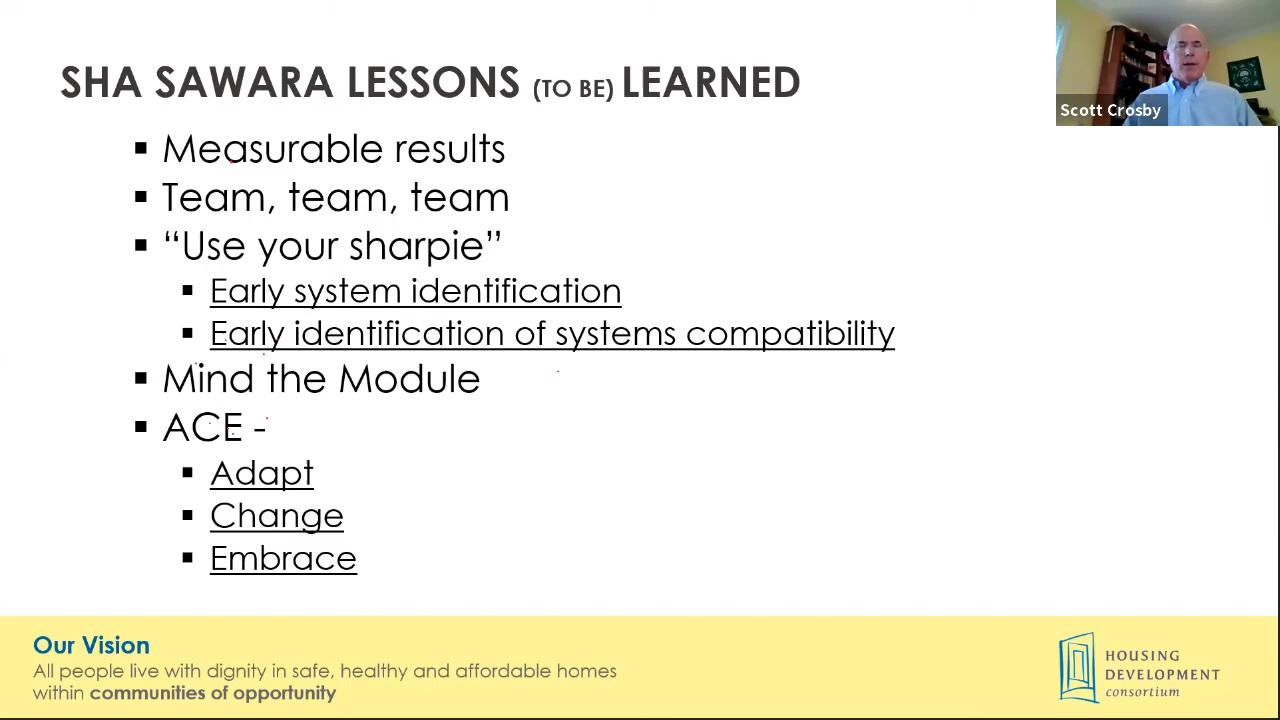 SHA SAWARA LESSONS (TO BE) LEARNED
Scott Crosby
▪ Measurable results
▪ Team, team, team
▪ “Use your sharpie”
▪ Early system identification
▪ Early identification of systems compatibility
▪ Mind the Module
▪ ACE -
▪ Adapt
▪ Change
▪ Embrace
Our Vision
All people live with dignity in safe, healthy and affordable homes
within communities of opportunity
HOUSING
DEVELOPMENT
consortium